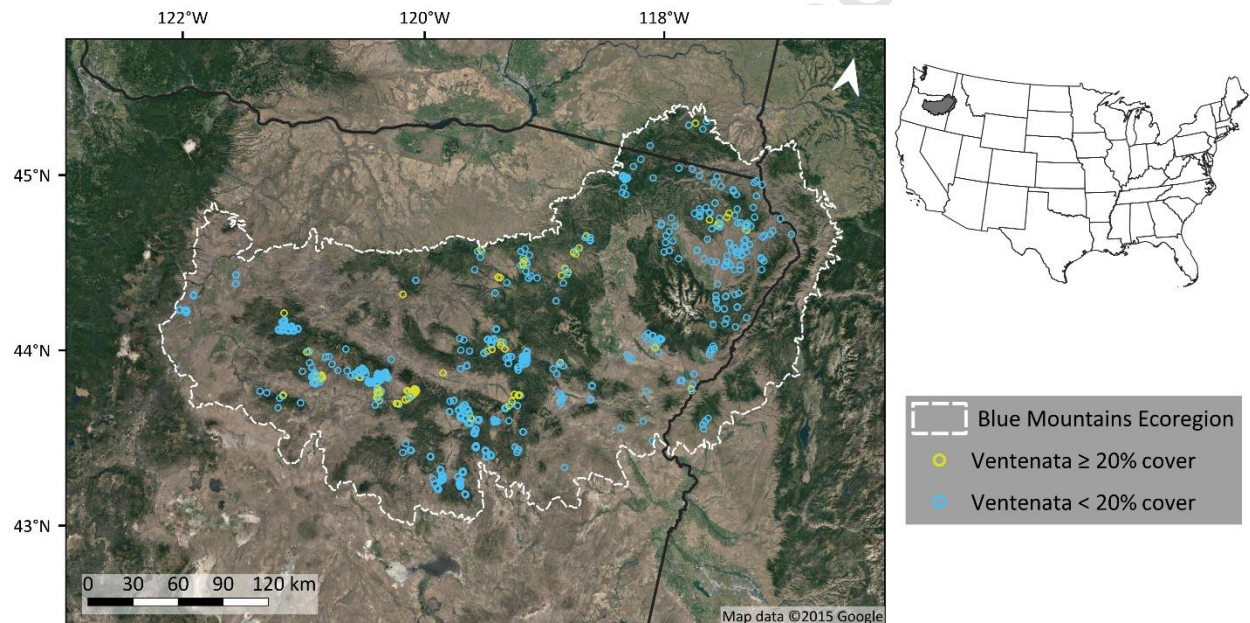 122°W 120°W 118°W
45°N
44°N
43°N
0 30 60 90 120 km
Map data ©2015 Google
Blue Mountains Ecoregion
Ventenata ≥ 20% cover
Ventenata < 20% cover